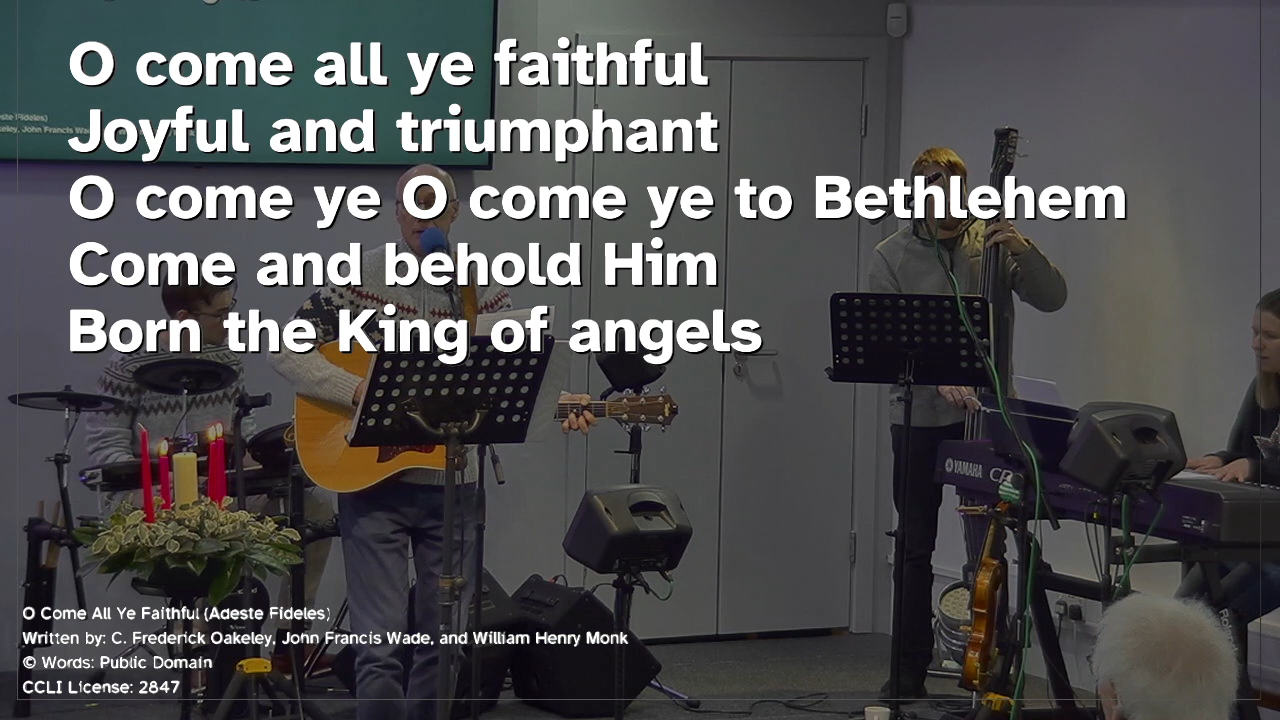 O come all ye faithful
Joyful and triumphant
O come ye O come ye to Bethlehem
Come and behold Him
Born the King of angels
YAMAHA
O Come All Ye Faithful (Adeste Fideles)
Written by: C. Frederick Oakeley, John Francis Wade, and William Henry Monk
© Words: Public Domain
CCLI License: 2847